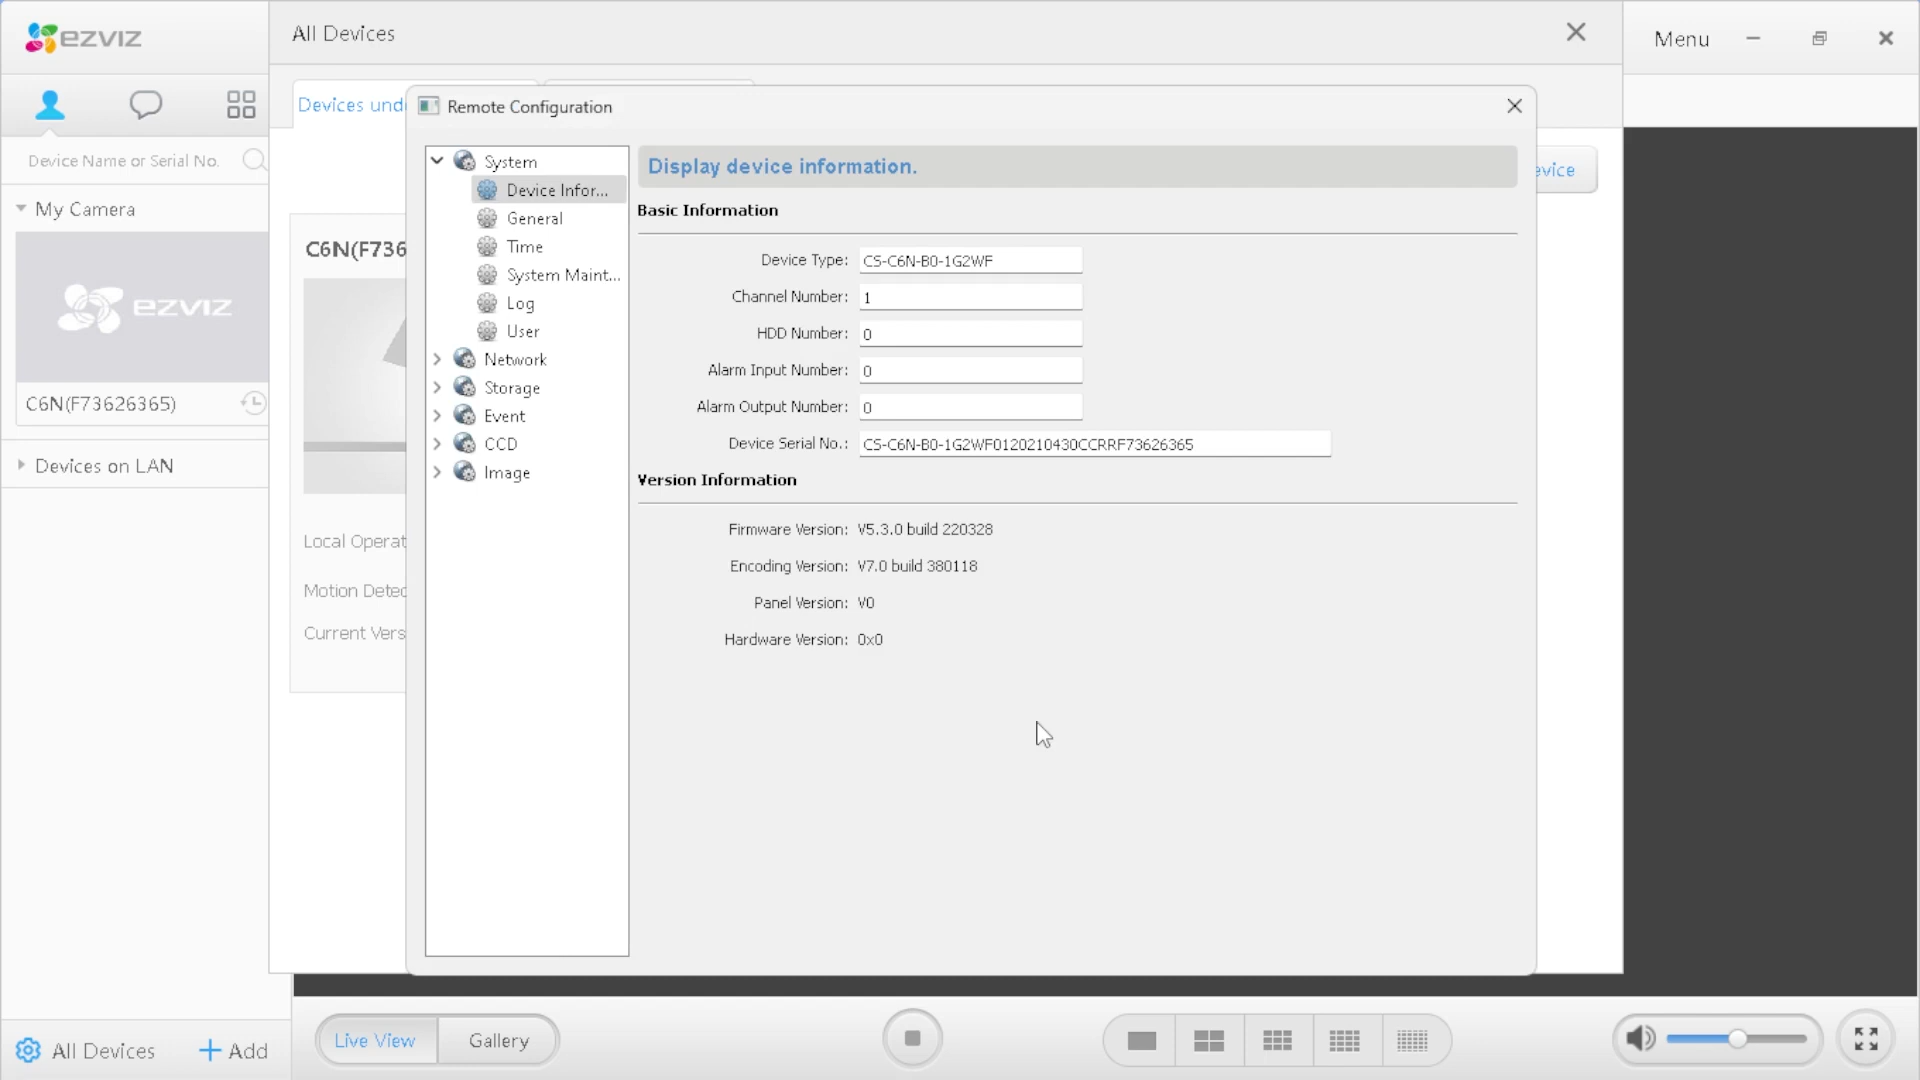 ezviz
All Devices
Menu
Devices und
Remote Configuration
Device Name or Serial No.
My Camera
ezviz
C6N(F73626365)
Devices on LAN
C6N(F736
Local Operat
Motion Detec
Current Vers
System
Device Infor...
General
Time
System Maint...
Log
User
Network
Storage
Event
CCD
Image
Display device information.
evice
Basic Information
Device Type: CS-C6N-B0-1G2WF
Channel Number: 1
HDD Number: 0
Alarm Input Number: 0
Alarm Output Number: 0
Device Serial No.: CS-C6N-B0-1G2WF0120210430CCRRF73626365
Version Information
Firmware Version: V5.3.0 build 220328
Encoding Version: V7.0 build 380118
Panel Version: V0
Hardware Version: 0x0
All Devices
Add
Live View
Gallery